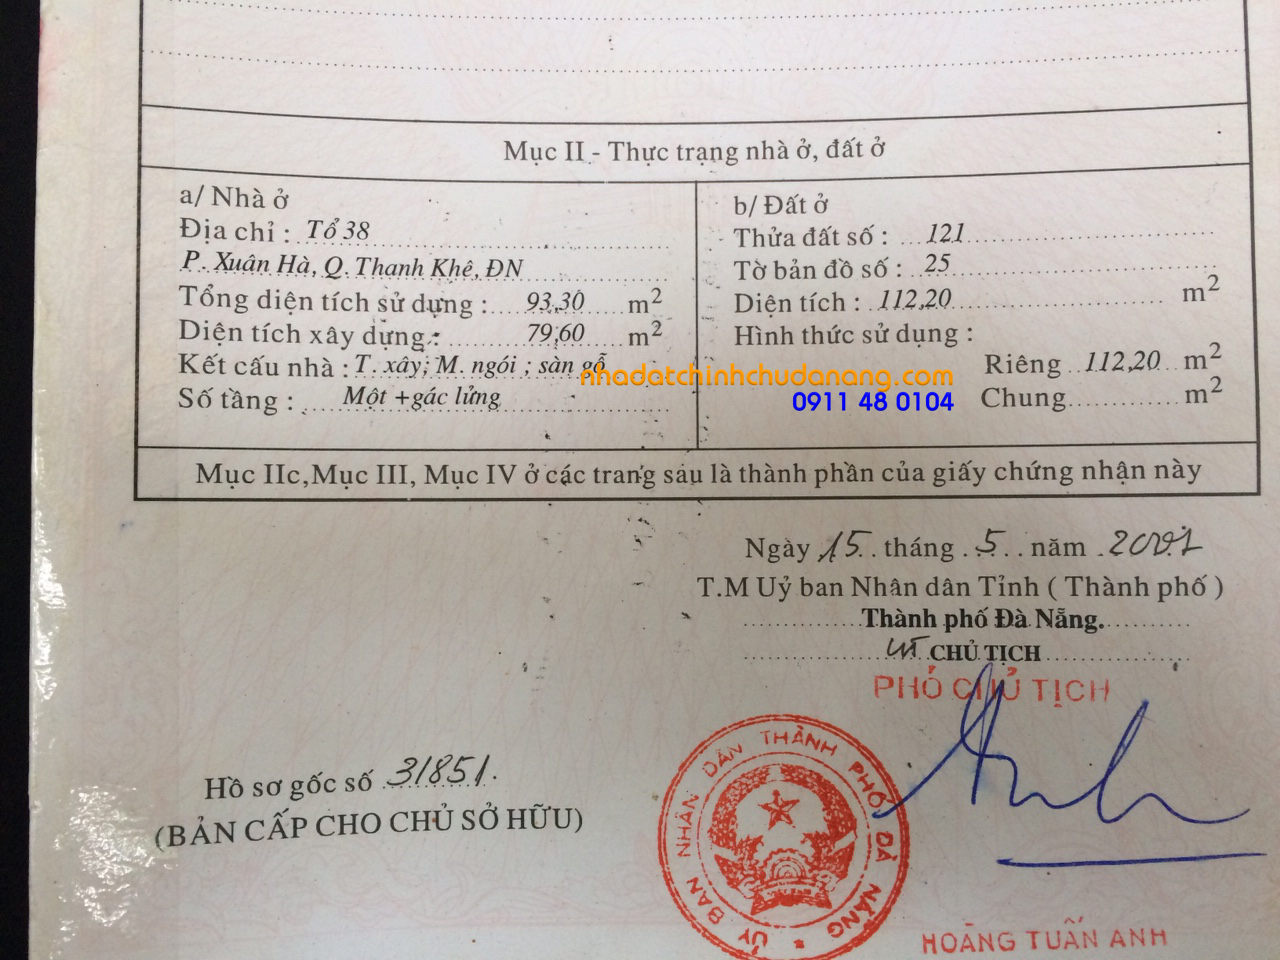 Mục II - Thực trạng nhà ở, đất ở
a/ Nhà ở
Địa chỉ : Tổ 38
P. Xuân Hà, Q. Thanh Khê, ĐN
Tổng diện tích sử dụng : 93,30 m2
Diện tích xây dựng : 79,60 m2
Kết cấu nhà : T. xây; M. ngói ; sàn gỗ
Số tầng : Một +gác lửng
b/ Đất ở
Thửa đất số : 121
Tờ bản đồ số : 25
Diện tích : 112,20 m2
Hình thức sử dụng :
Riêng 112,20 m2
Chung m2
nhadatchinhchudanang.com
0911 48 0104
Mục IIc,Mục III, Mục IV ở các trang sau là thành phần của giấy chứng nhận này
Ngày 15 tháng 5 năm 2001
T.M Uỷ ban Nhân dân Tỉnh ( Thành phố )
Thành phố Đà Nẵng.
KT CHỦ TỊCH
PHÓ CHỦ TỊCH
Anh
Hồ sơ gốc số 31851.
(BẢN CẤP CHO CHỦ SỞ HỮU)
ỦY BAN NHÂN DÂN THÀNH PHỐ ĐÀ NẴNG
HOÀNG TUẤN ANH